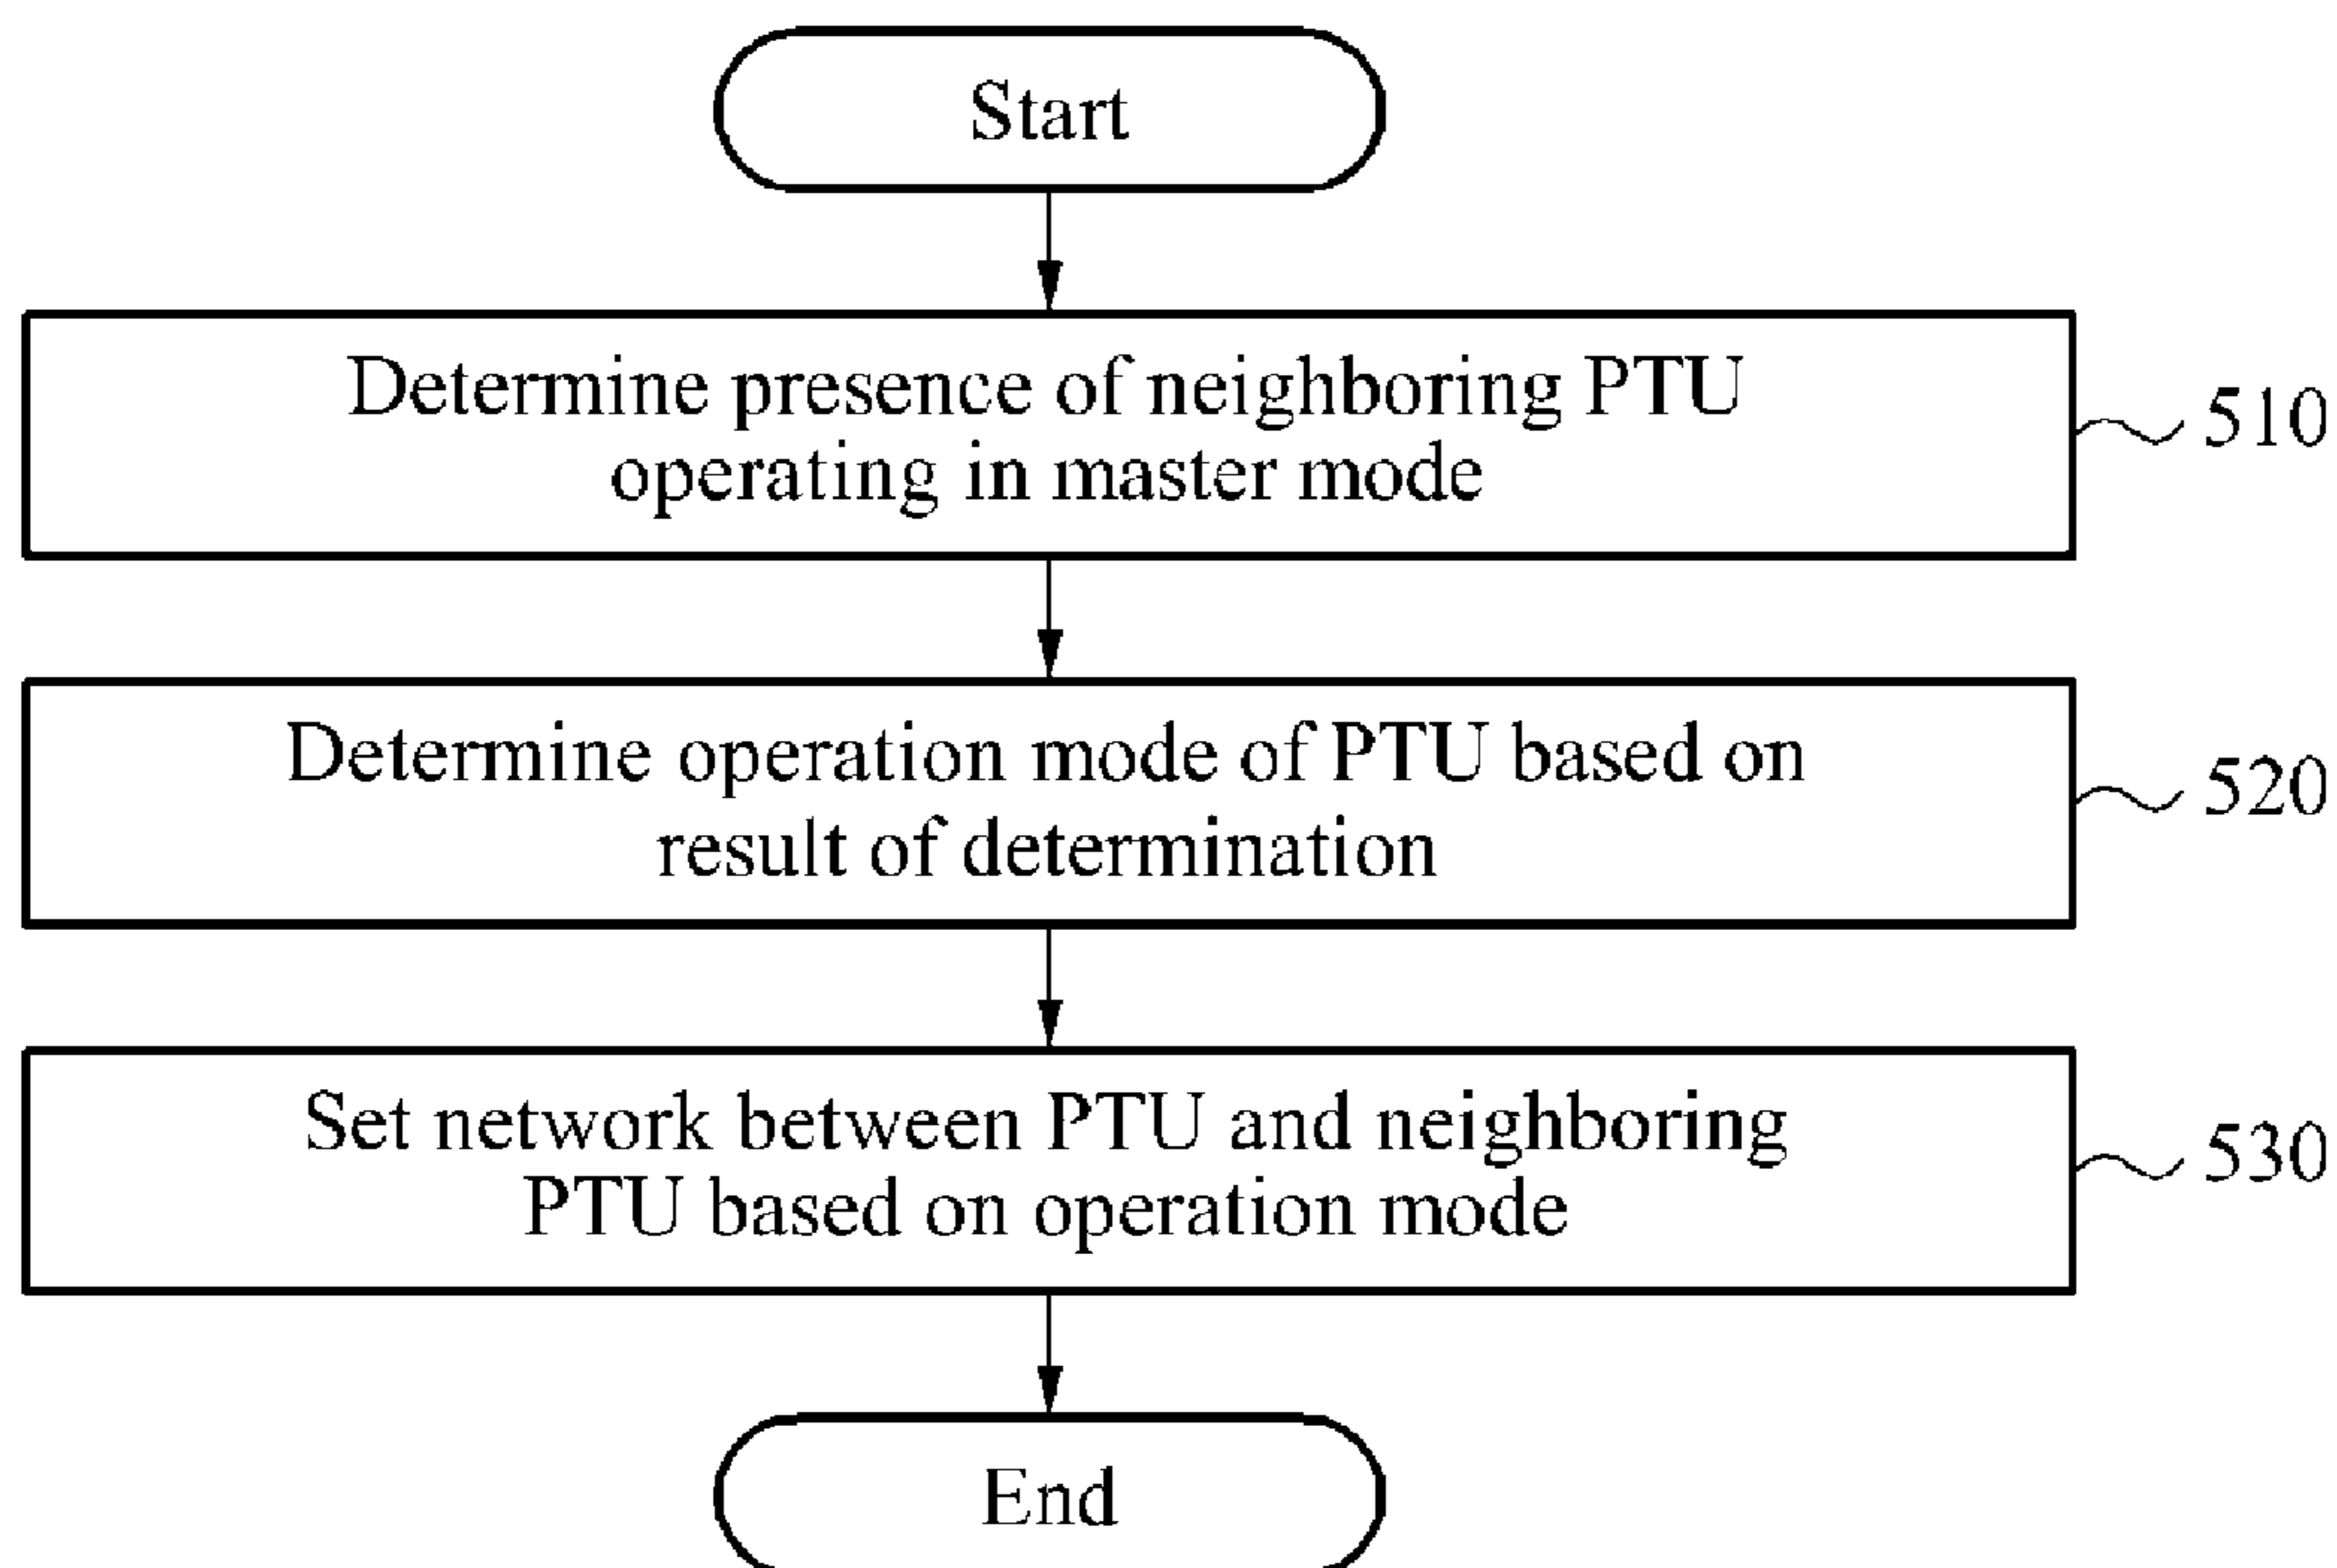 Start
Determine presence of neighboring PTU
operating in master mode
510
Determine operation mode of PTU based on
result of determination
520
Set network between PTU and neighboring
PTU based on operation mode
530
End